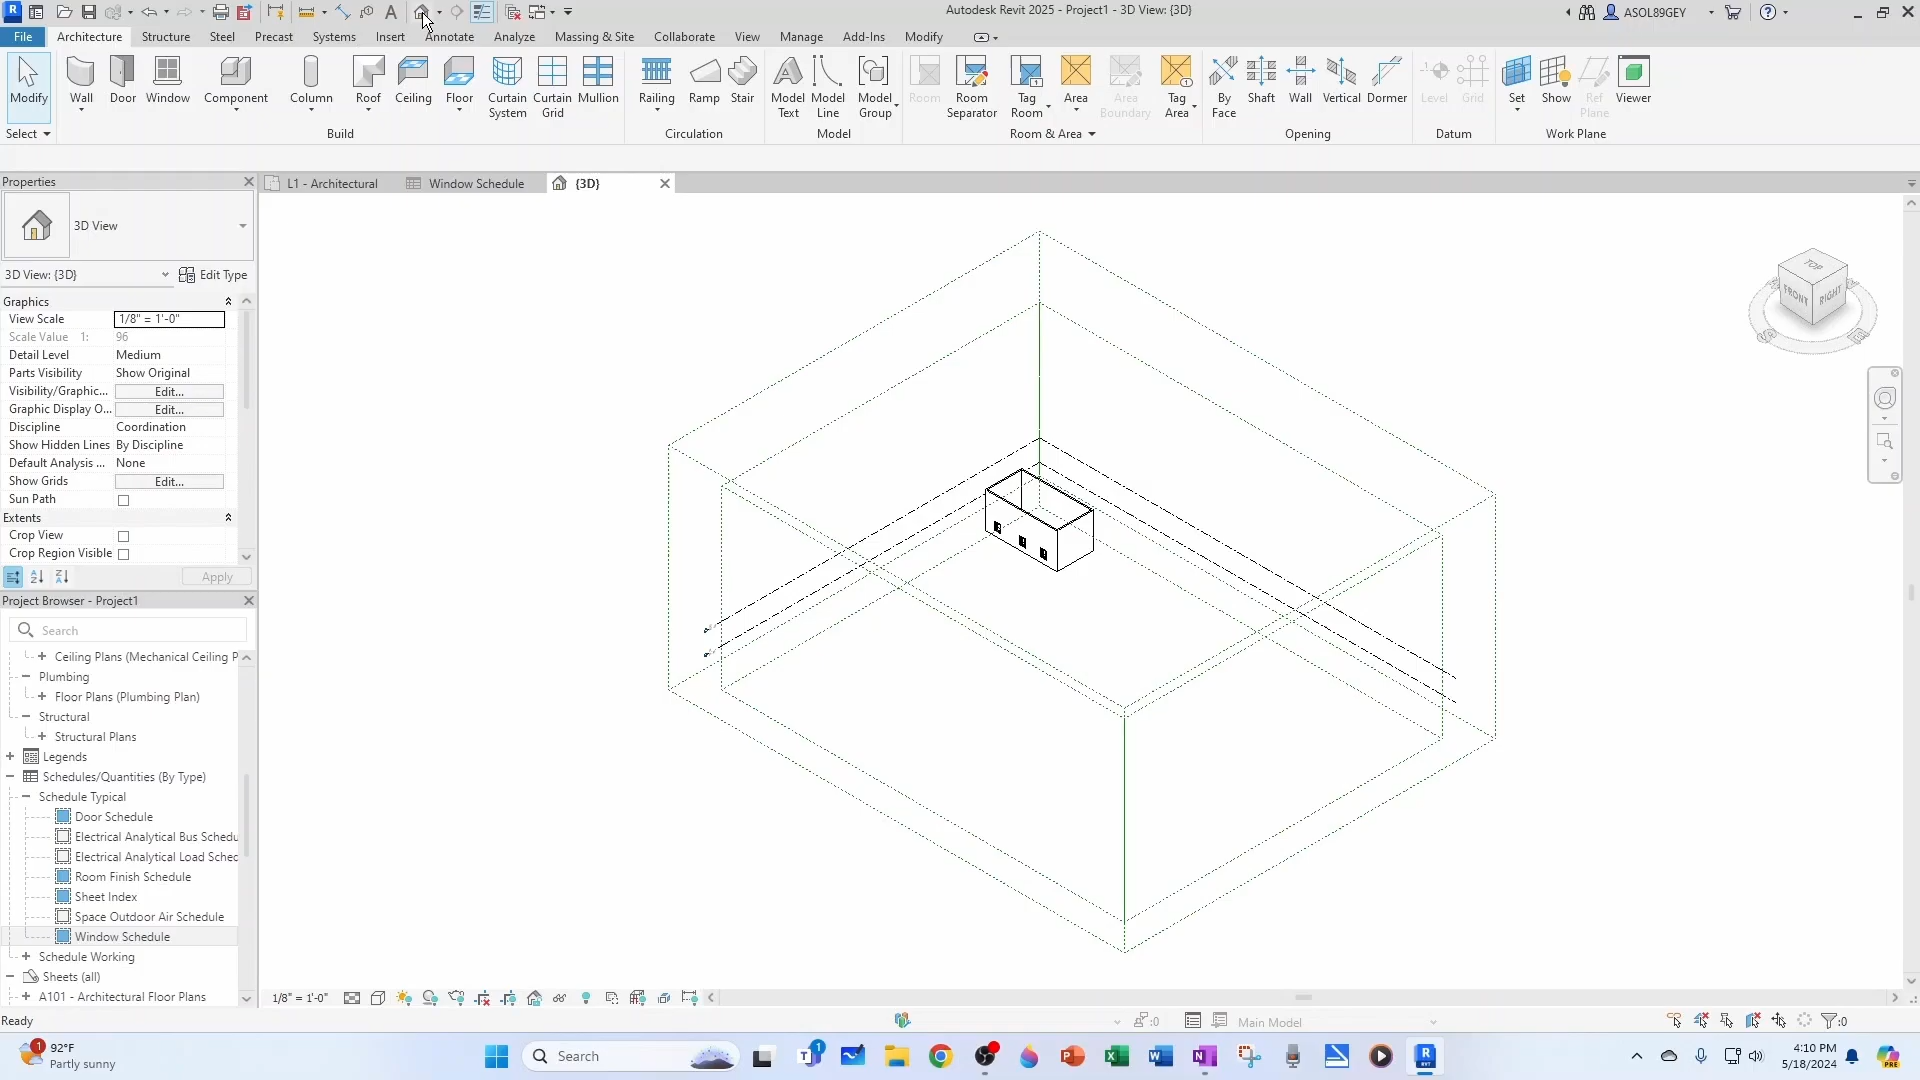 Autodesk Revit 2025 - Project1 - 3D View: {3D}
ASOL89GEY
File
Architecture
Structure
Steel
Precast
Systems
Insert
Annotate
Analyze
Massing & Site
Collaborate
View
Manage
Add-Ins
Modify
Modify
Wall
Door
Window
Component
Column
Roof
Ceiling
Floor
Curtain
System
Curtain
Grid
Mullion
Railing
Ramp
Stair
Model
Text
Model
Line
Model
Group
Room
Room
Separator
Tag
Room
Area
Area
Boundary
Tag
Area
By
Face
Shaft
Wall
Vertical
Dormer
Level
Grid
Set
Show
Ref
Plane
Viewer
Select
Build
Circulation
Model
Room & Area
Opening
Datum
Work Plane
Properties
L1 - Architectural
Window Schedule
{3D}
3D View
3D View: {3D}
Edit Type
Graphics
View Scale
1/8" = 1'-0"
Scale Value 1:
96
Detail Level
Medium
Parts Visibility
Show Original
Visibility/Graphic...
Edit...
Graphic Display O...
Edit...
Discipline
Coordination
Show Hidden Lines
By Discipline
Default Analysis ...
None
Show Grids
Edit...
Sun Path
Extents
Crop View
Crop Region Visible
Apply
TOP
FRONT
RIGHT
Project Browser - Project1
Search
Ceiling Plans (Mechanical Ceiling P
Plumbing
Floor Plans (Plumbing Plan)
Structural
Structural Plans
Legends
Schedules/Quantities (By Type)
Schedule Typical
Door Schedule
Electrical Analytical Bus Schedu
Electrical Analytical Load Sched
Room Finish Schedule
Sheet Index
Space Outdoor Air Schedule
Window Schedule
Schedule Working
Sheets (all)
A101 - Architectural Floor Plans
1/8" = 1'-0"
Ready
:0
Main Model
:0
1
92°F
Partly sunny
Search
1
4:10 PM
5/18/2024